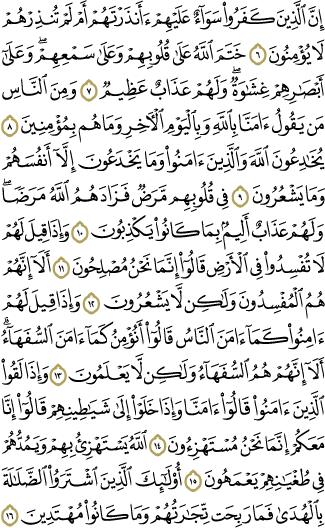 إِنَّ ٱلَّذِينَ كَفَرُوا۟ سَوَآءٌ عَلَيْهِمْ ءَأَنذَرْتَهُمْ أَمْ لَمْ تُنذِرْهُمْ
لَا يُؤْمِنُونَ ٦ خَتَمَ ٱللَّهُ عَلَىٰ قُلُوبِهِمْ وَعَلَىٰ سَمْعِهِمْ ۖ وَعَلَىٰٓ
أَبْصَٰرِهِمْ غِشَٰوَةٌ ۖ وَلَهُمْ عَذَابٌ عَظِيمٌ ٧ وَمِنَ ٱلنَّاسِ
مَن يَقُولُ ءَامَنَّا بِٱللَّهِ وَبِٱلْيَوْمِ ٱلْءَاخِرِ وَمَا هُم بِمُؤْمِنِينَ ٨
يُخَٰدِعُونَ ٱللَّهَ وَٱلَّذِينَ ءَامَنُوا۟ وَمَا يَخْدَعُونَ إِلَّآ أَنفُسَهُمْ
وَمَا يَشْعُرُونَ ٩ فِى قُلُوبِهِم مَّرَضٌ فَزَادَهُمُ ٱللَّهُ مَرَضًا ۖ
وَلَهُمْ عَذَابٌ أَلِيمٌۢ بِمَا كَانُوا۟ يَكْذِبُونَ ١٠ وَإِذَا قِيلَ لَهُمْ
لَا تُفْسِدُوا۟ فِى ٱلْأَرْضِ قَالُوٓا۟ إِنَّمَا نَحْنُ مُصْلِحُونَ ١١ أَلَآ إِنَّهُمْ
هُمُ ٱلْمُفْسِدُونَ وَلَٰكِن لَّا يَشْعُرُونَ ١٢ وَإِذَا قِيلَ لَهُمْ
ءَامِنُوا۟ كَمَآ ءَامَنَ ٱلنَّاسُ قَالُوٓا۟ أَنُؤْمِنُ كَمَآ ءَامَنَ ٱلسُّفَهَآءُ ۗ
أَلَآ إِنَّهُمْ هُمُ ٱلسُّفَهَآءُ وَلَٰكِن لَّا يَعْلَمُونَ ١٣ وَإِذَا لَقُوا۟
ٱلَّذِينَ ءَامَنُوا۟ قَالُوٓا۟ ءَامَنَّا وَإِذَا خَلَوْا۟ إِلَىٰ شَيَٰطِينِهِمْ قَالُوٓا۟ إِنَّا
مَعَكُمْ إِنَّمَا نَحْنُ مُسْتَهْزِءُونَ ١٤ ٱللَّهُ يَسْتَهْزِئُ بِهِمْ وَيَمُدُّهُمْ
فِى طُغْيَٰنِهِمْ يَعْمَهُونَ ١٥ أُو۟لَٰٓئِكَ ٱلَّذِينَ ٱشْتَرَوُا۟ ٱلضَّلَٰلَةَ
بِٱلْهُدَىٰ فَمَا رَبِحَت تِّجَٰرَتُهُمْ وَمَا كَانُوا۟ مُهْتَدِينَ ١٦